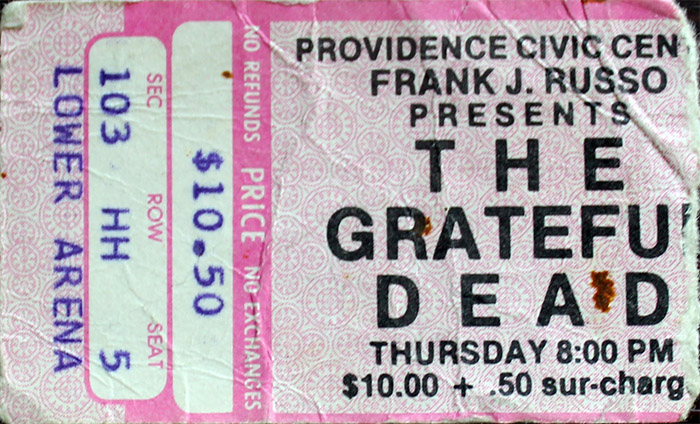 LOWER ARENA
SEC ROW SEAT
103 HH 5
$10.50
NO REFUNDS / PRICE NO EXCHANGES
PROVIDENCE CIVIC CEN
FRANK J. RUSSO
PRESENTS
THE
GRATEFU
DEAD
THURSDAY 8:00 PM
$10.00 + .50 sur-charg